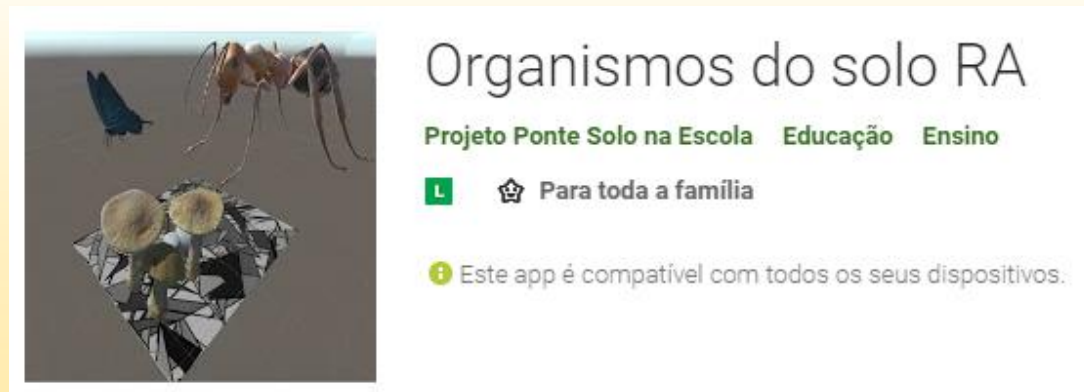 Organismos do solo RA
Projeto Ponte Solo na Escola Educação Ensino
L Para toda a família
Este app é compatível com todos os seus dispositivos.